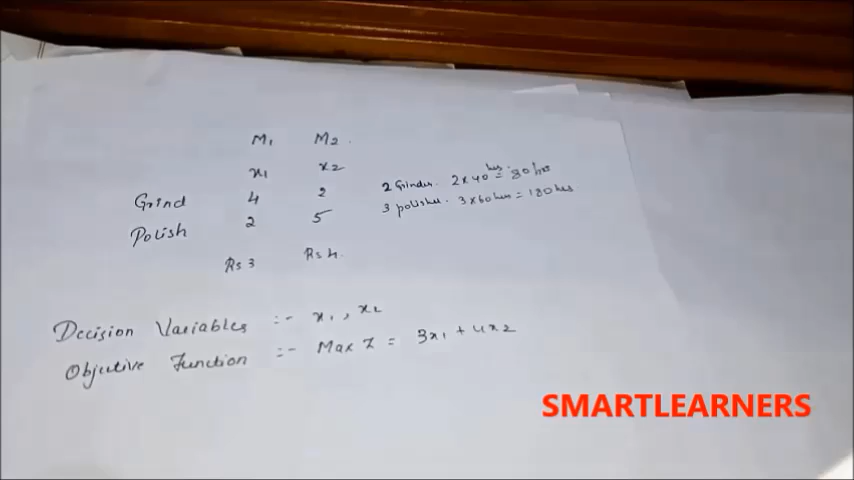 M1 M2.
x1 x2
Grind 4 2 2 Grinder. 2x40 hrs = 80 hrs
Polish 2 5 3 polisher. 3x60 hrs = 180 hrs
Rs 3 Rs 4.
Decision Variables :- x1, x2
Objective Function :- Max Z = 3x1 + 4x2
SMARTLEARNERS